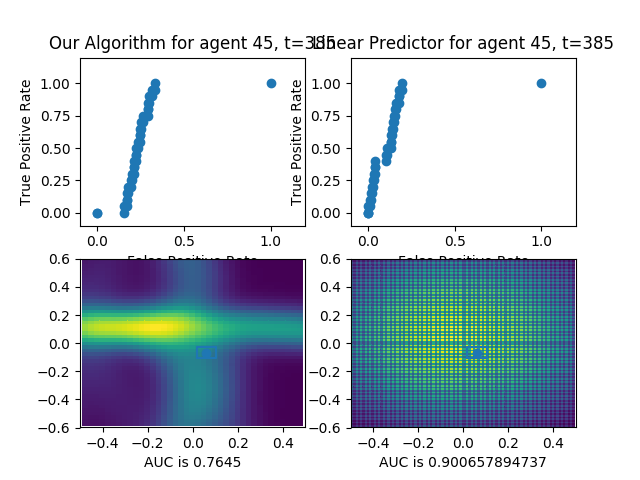 Our Algorithm for agent 45, t=385
Linear Predictor for agent 45, t=385
True Positive Rate
1.00
0.75
0.50
0.25
0.00
0.0 0.5 1.0
False Positive Rate
True Positive Rate
1.00
0.75
0.50
0.25
0.00
0.0 0.5 1.0
False Positive Rate
0.6
0.4
0.2
0.0
−0.2
−0.4
−0.6
−0.4 −0.2 0.0 0.2 0.4
AUC is 0.7645
0.6
0.4
0.2
0.0
−0.2
−0.4
−0.6
−0.4 −0.2 0.0 0.2 0.4
AUC is 0.900657894737